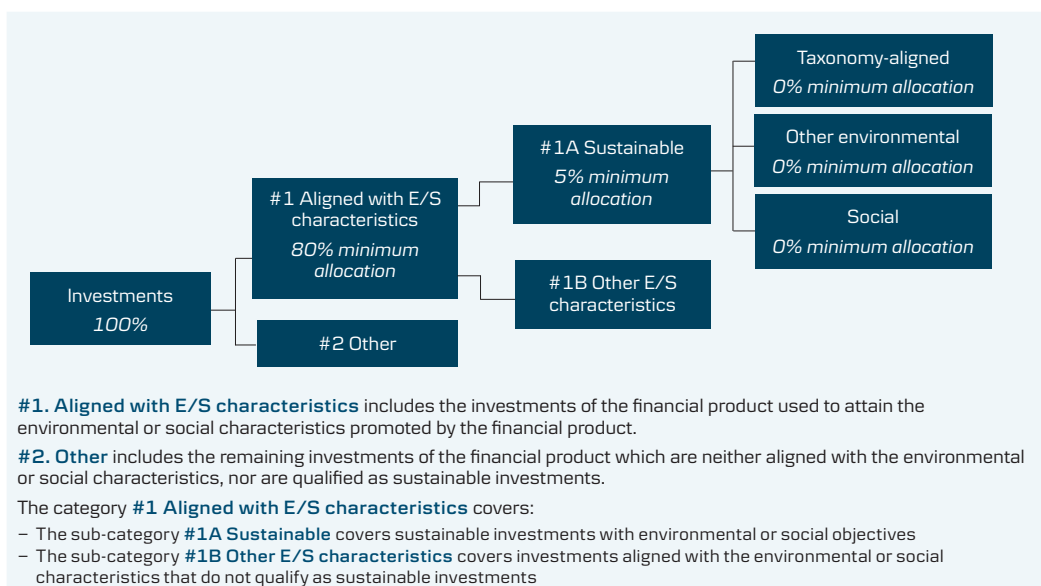 Taxonomy-aligned
0% minimum allocation
Other environmental
0% minimum allocation
Social
0% minimum allocation
#1A Sustainable
5% minimum
allocation
#1 Aligned with E/S
characteristics
80% minimum
allocation
#1B Other E/S
characteristics
Investments
100%
#2 Other
#1. Aligned with E/S characteristics includes the investments of the financial product used to attain the
environmental or social characteristics promoted by the financial product.
#2. Other includes the remaining investments of the financial product which are neither aligned with the environmental
or social characteristics, nor are qualified as sustainable investments.
The category #1 Aligned with E/S characteristics covers:
– The sub-category #1A Sustainable covers sustainable investments with environmental or social objectives
– The sub-category #1B Other E/S characteristics covers investments aligned with the environmental or social
characteristics that do not qualify as sustainable investments